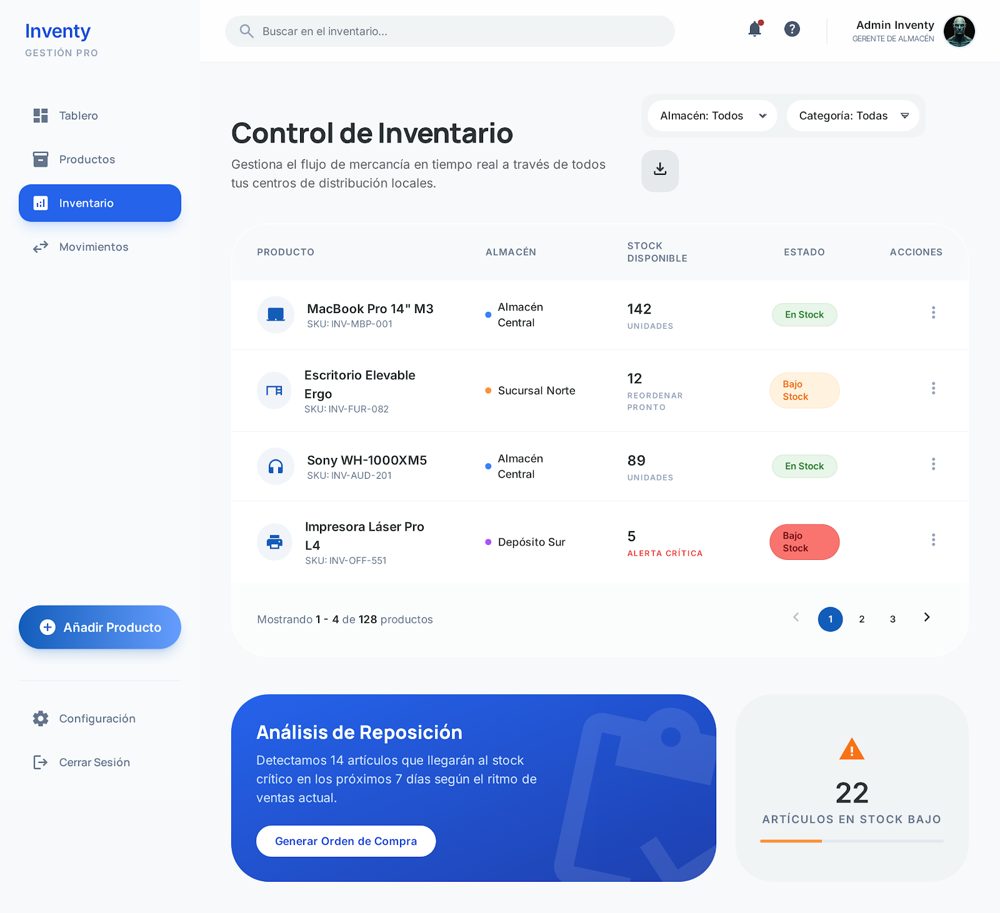 Inventy
GESTIÓN PRO
Tablero
Productos
Inventario
Movimientos
Añadir Producto
Configuración
Cerrar Sesión
Buscar en el inventario...
Admin Inventy
GERENTE DE ALMACÉN
Control de Inventario
Gestiona el flujo de mercancía en tiempo real a través de todos
tus centros de distribución locales.
Almacén: Todos
Categoría: Todas
PRODUCTO
ALMACÉN
STOCK
DISPONIBLE
ESTADO
ACCIONES
MacBook Pro 14" M3
SKU: INV-MBP-001
Almacén
Central
142
UNIDADES
En Stock
Escritorio Elevable
Ergo
SKU: INV-FUR-082
Sucursal Norte
12
REORDENAR
PRONTO
Bajo
Stock
Sony WH-1000XM5
SKU: INV-AUD-201
Almacén
Central
89
UNIDADES
En Stock
Impresora Láser Pro
L4
SKU: INV-OFF-551
Depósito Sur
5
ALERTA CRÍTICA
Bajo
Stock
Mostrando 1 - 4 de 128 productos
1 2 3
Análisis de Reposición
Detectamos 14 artículos que llegarán al stock
crítico en los próximos 7 días según el ritmo de
ventas actual.
Generar Orden de Compra
22
ARTÍCULOS EN STOCK BAJO